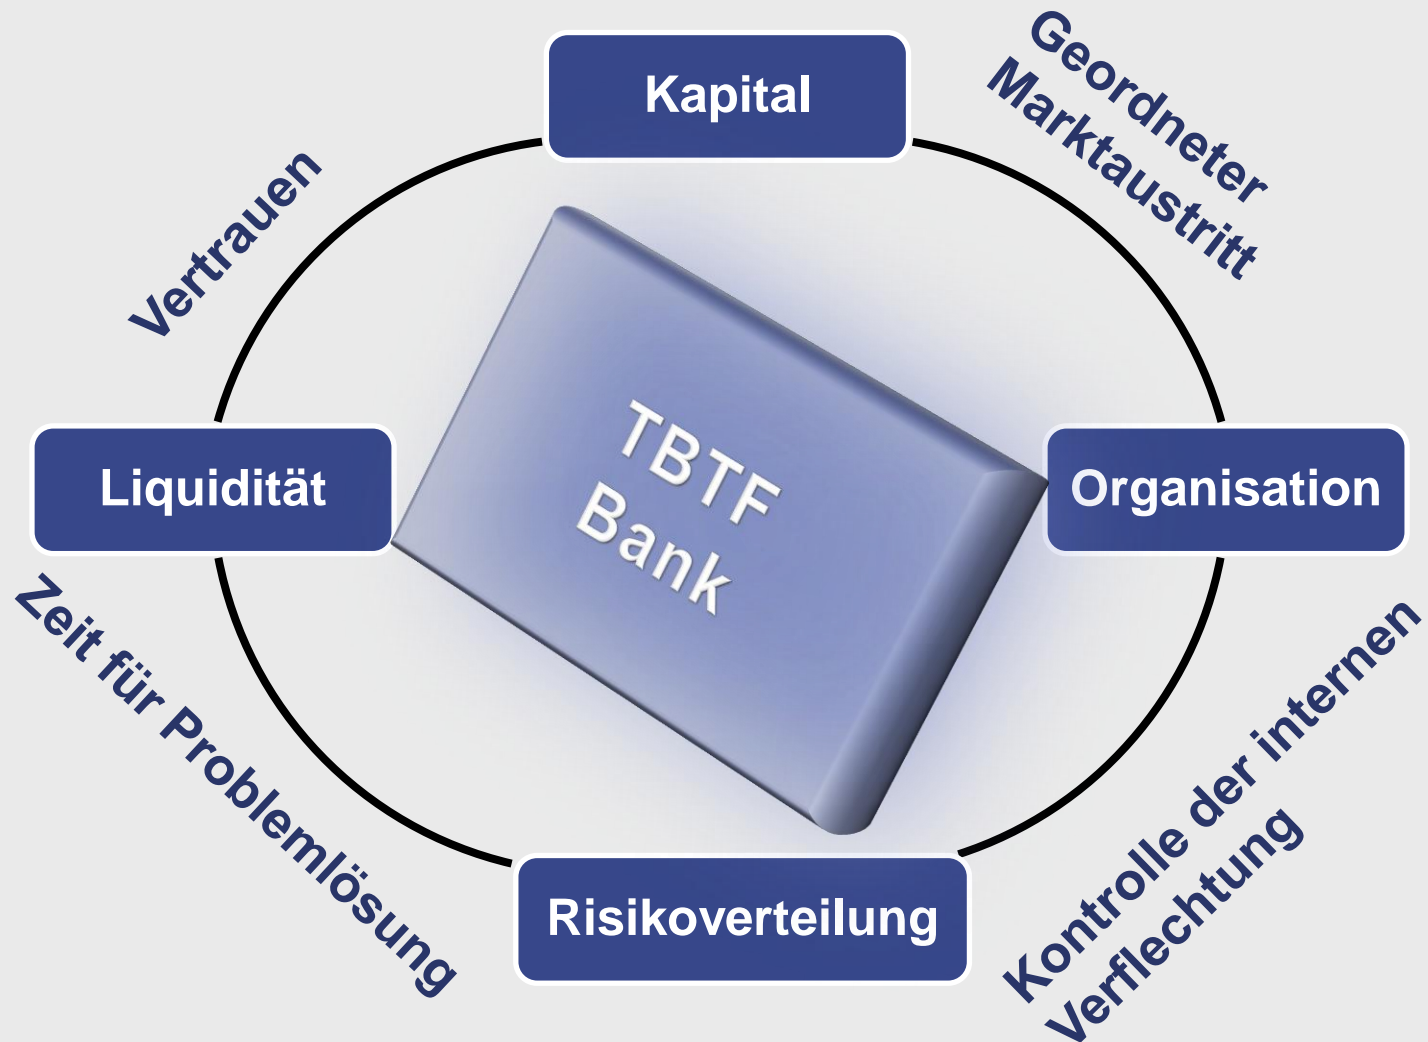 Kapital
Geordneter
Marktaustritt
Vertrauen
TBTF
Bank
Liquidität
Organisation
Zeit für Problemlösung
Risikoverteilung
Kontrolle der internen
Verflechtung